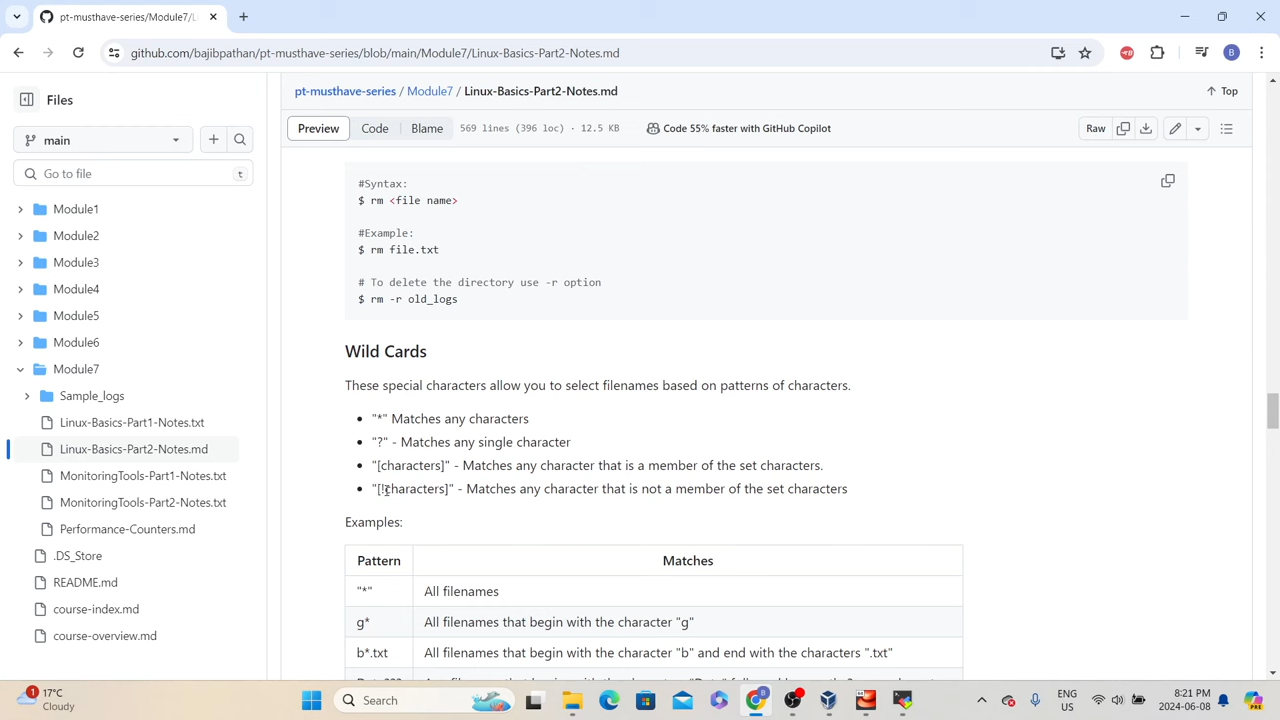 pt-musthave-series/Module7/L
github.com/bajibpathan/pt-musthave-series/blob/main/Module7/Linux-Basics-Part2-Notes.md
B
Files
main
Go to file
t
Module1
Module2
Module3
Module4
Module5
Module6
Module7
Sample_logs
Linux-Basics-Part1-Notes.txt
Linux-Basics-Part2-Notes.md
MonitoringTools-Part1-Notes.txt
MonitoringTools-Part2-Notes.txt
Performance-Counters.md
.DS_Store
README.md
course-index.md
course-overview.md
pt-musthave-series / Module7 / Linux-Basics-Part2-Notes.md
Top
Preview Code Blame 569 lines (396 loc) · 12.5 KB Code 55% faster with GitHub Copilot
Raw
#Syntax:
$ rm <file name>
#Example:
$ rm file.txt
# To delete the directory use -r option
$ rm -r old_logs
Wild Cards
These special characters allow you to select filenames based on patterns of characters.
• "*" Matches any characters
• "?" - Matches any single character
• "[characters]" - Matches any character that is a member of the set characters.
• "[!characters]" - Matches any character that is not a member of the set characters
Examples:
Pattern Matches
"*" All filenames
g* All filenames that begin with the character "g"
b*.txt All filenames that begin with the character "b" and end with the characters ".txt"
1
17°C
Cloudy
Search
B
ENG
US
8:21 PM
2024-06-08